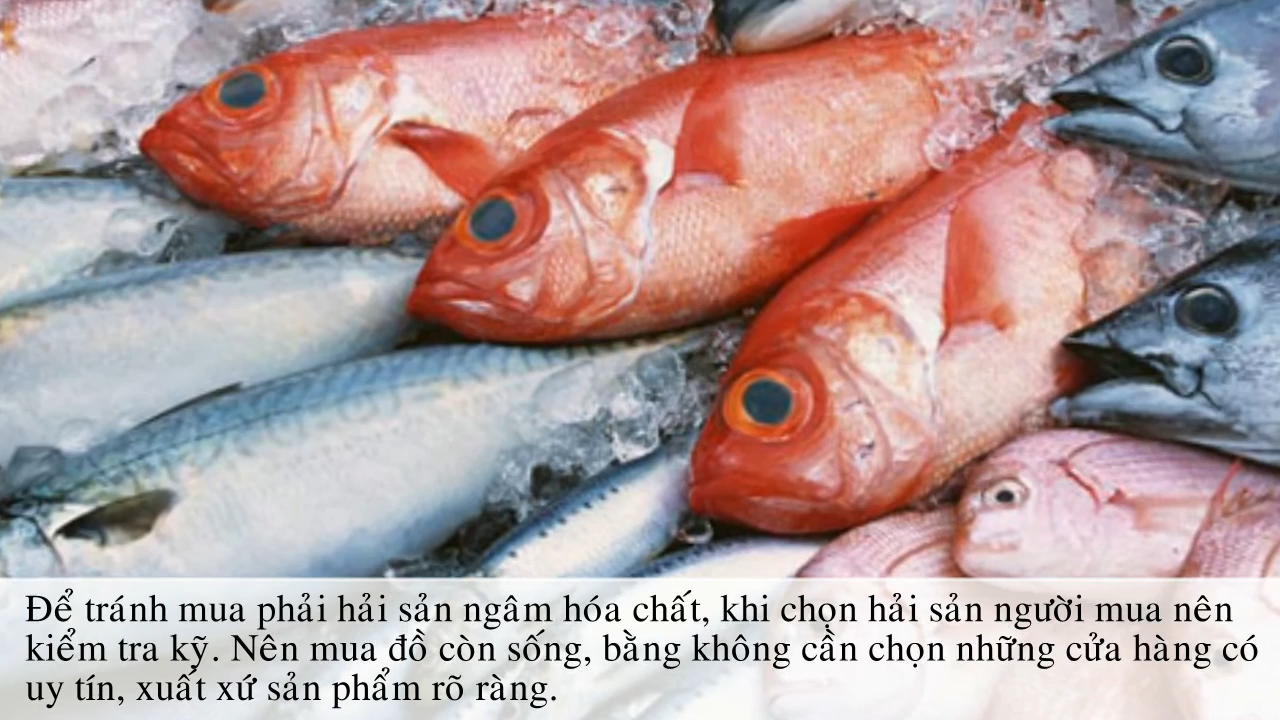 Để tránh mua phải hải sản ngâm hóa chất, khi chọn hải sản người mua nên
kiểm tra kỹ. Nên mua đồ còn sống, bằng không cần chọn những cửa hàng có
uy tín, xuất xứ sản phẩm rõ ràng.